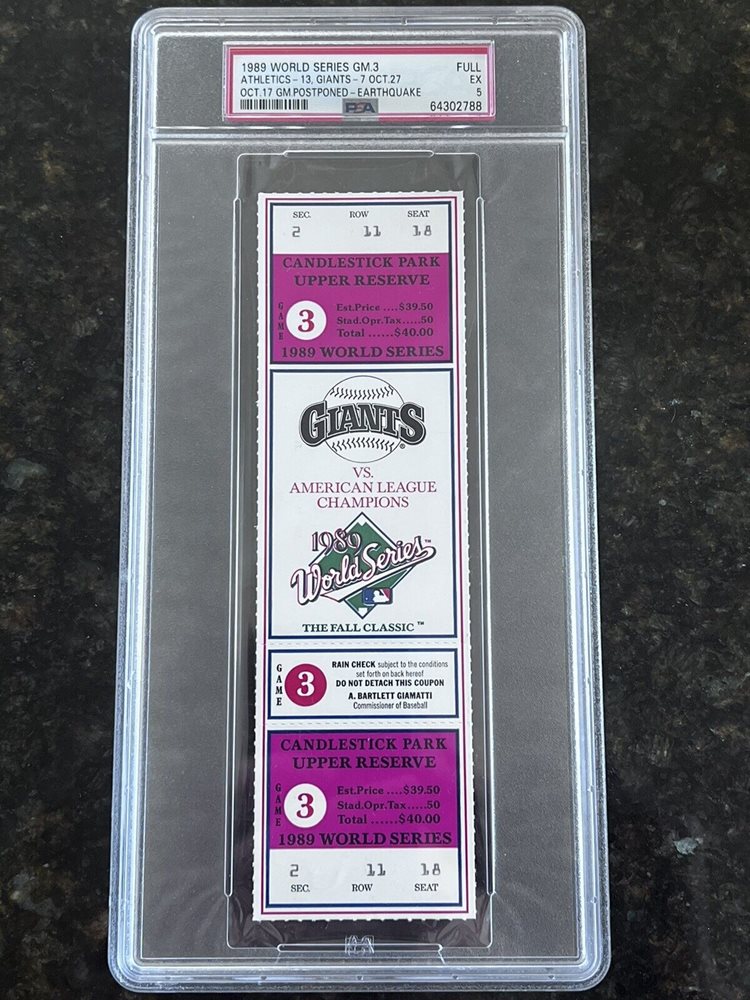 1989 WORLD SERIES GM.3 FULL
ATHLETICS-13, GIANTS-7 OCT.27 EX
OCT.17 GM.POSTPONED-EARTHQUAKE 5
PSA 64302788
SEC. ROW SEAT
2 11 18
CANDLESTICK PARK
UPPER RESERVE
GAME 3
Est.Price ....$39.50
Stad.Opr.Tax.....50
Total ......$40.00
1989 WORLD SERIES
GIANTS®
VS.
AMERICAN LEAGUE
CHAMPIONS
1989
World Series™
THE FALL CLASSIC™
GAME 3
RAIN CHECK subject to the conditions
set forth on back hereof
DO NOT DETACH THIS COUPON
A. BARTLETT GIAMATTI
Commissioner of Baseball
CANDLESTICK PARK
UPPER RESERVE
GAME 3
Est.Price ....$39.50
Stad.Opr.Tax.....50
Total ......$40.00
1989 WORLD SERIES
2 11 18
SEC. ROW SEAT